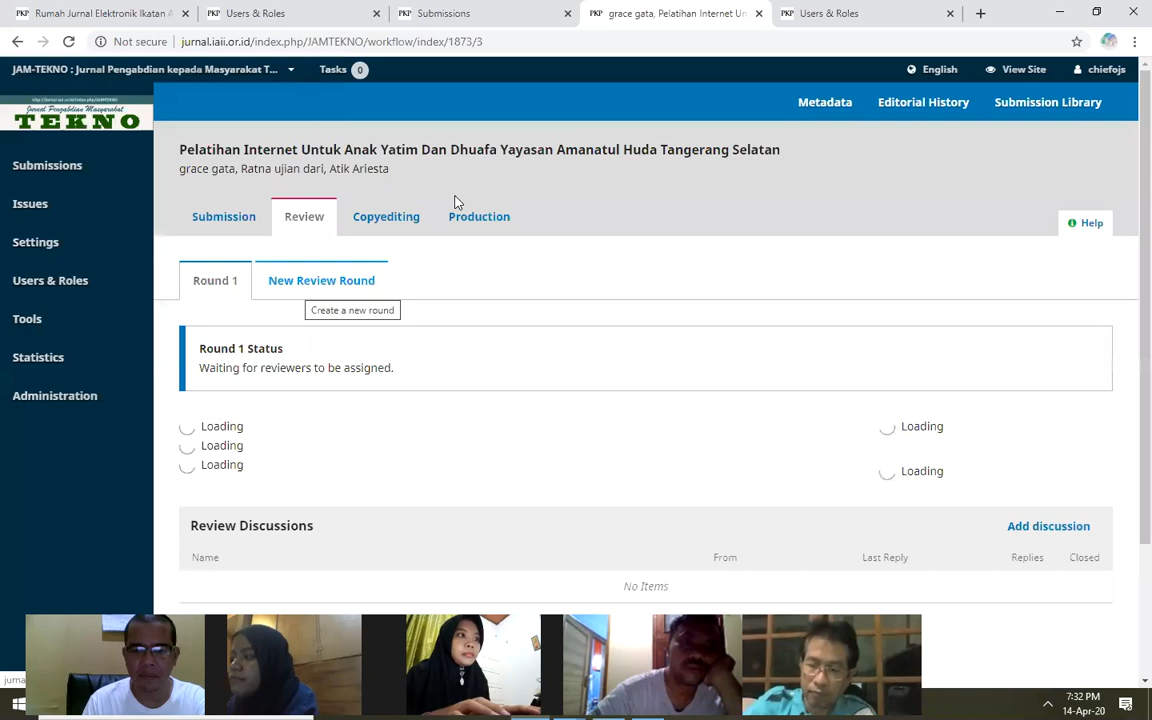 Rumah Jurnal Elektronik Ikatan A
Users & Roles
Submissions
grace gata, Pelatihan Internet Un
Users & Roles
Not secure
jurnal.iaii.or.id/index.php/JAMTEKNO/workflow/index/1873/3
JAM-TEKNO : Jurnal Pengabdian kepada Masyarakat T...
Tasks
0
English
View Site
chiefojs
Jurnal Pengabdian Masyarakat
TEKNO
Metadata
Editorial History
Submission Library
Submissions
Issues
Settings
Users & Roles
Tools
Statistics
Administration
Pelatihan Internet Untuk Anak Yatim Dan Dhuafa Yayasan Amanatul Huda Tangerang Selatan
grace gata, Ratna ujian dari, Atik Ariesta
Submission
Review
Copyediting
Production
Help
Round 1
New Review Round
Create a new round
Round 1 Status
Waiting for reviewers to be assigned.
Loading
Loading
Loading
Loading
Loading
Review Discussions
Add discussion
Name
From
Last Reply
Replies
Closed
No Items
7:32 PM
14-Apr-20